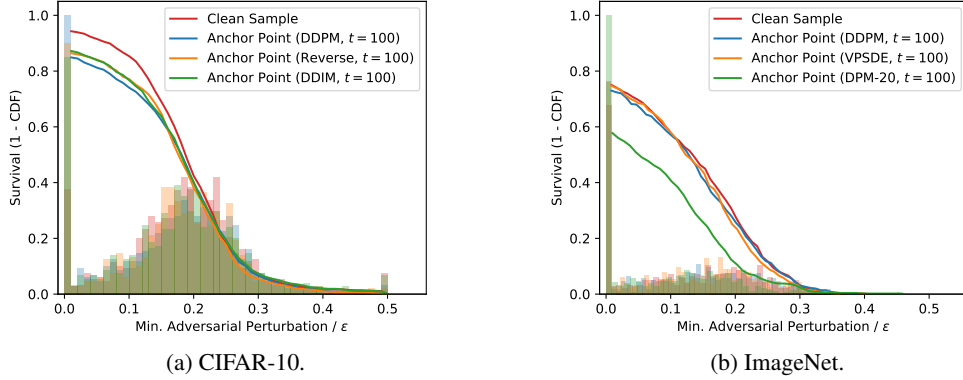 1.0
0.8
0.6
0.4
0.2
0.0
Survival (1 - CDF)
Clean Sample
Anchor Point (DDPM, t = 100)
Anchor Point (Reverse, t = 100)
Anchor Point (DDIM, t = 100)
0.0 0.1 0.2 0.3 0.4 0.5
Min. Adversarial Perturbation / ε
(a) CIFAR-10.
1.0
0.8
0.6
0.4
0.2
0.0
Survival (1 - CDF)
Clean Sample
Anchor Point (DDPM, t = 100)
Anchor Point (VPSDE, t = 100)
Anchor Point (DPM-20, t = 100)
0.0 0.1 0.2 0.3 0.4 0.5
Min. Adversarial Perturbation / ε
(b) ImageNet.